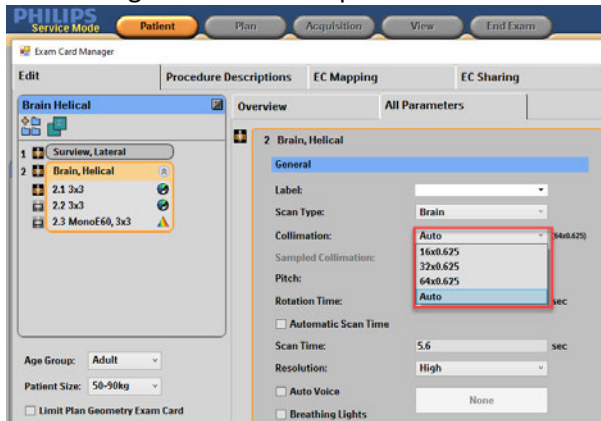 PHILIPS
Service Mode Patient Plan Acquisition View End Exam
Exam Card Manager
Edit Procedure Descriptions EC Mapping EC Sharing
Brain Helical Overview All Parameters
2 Brain, Helical
1 Surview, Lateral General
2 Brain, Helical
2.1 3x3 Label:
2.2 3x3 Scan Type: Brain
2.3 MonoE60, 3x3
Collimation: Auto (64x0.625)
16x0.625
Sampled Collimation: 32x0.625
Pitch: 64x0.625
Auto
Rotation Time: sec
Automatic Scan Time
Scan Time: 5.6 sec
Age Group: Adult Resolution: High
Patient Size: 50-90kg Auto Voice None
Limit Plan Geometry Exam Card Breathing Lights